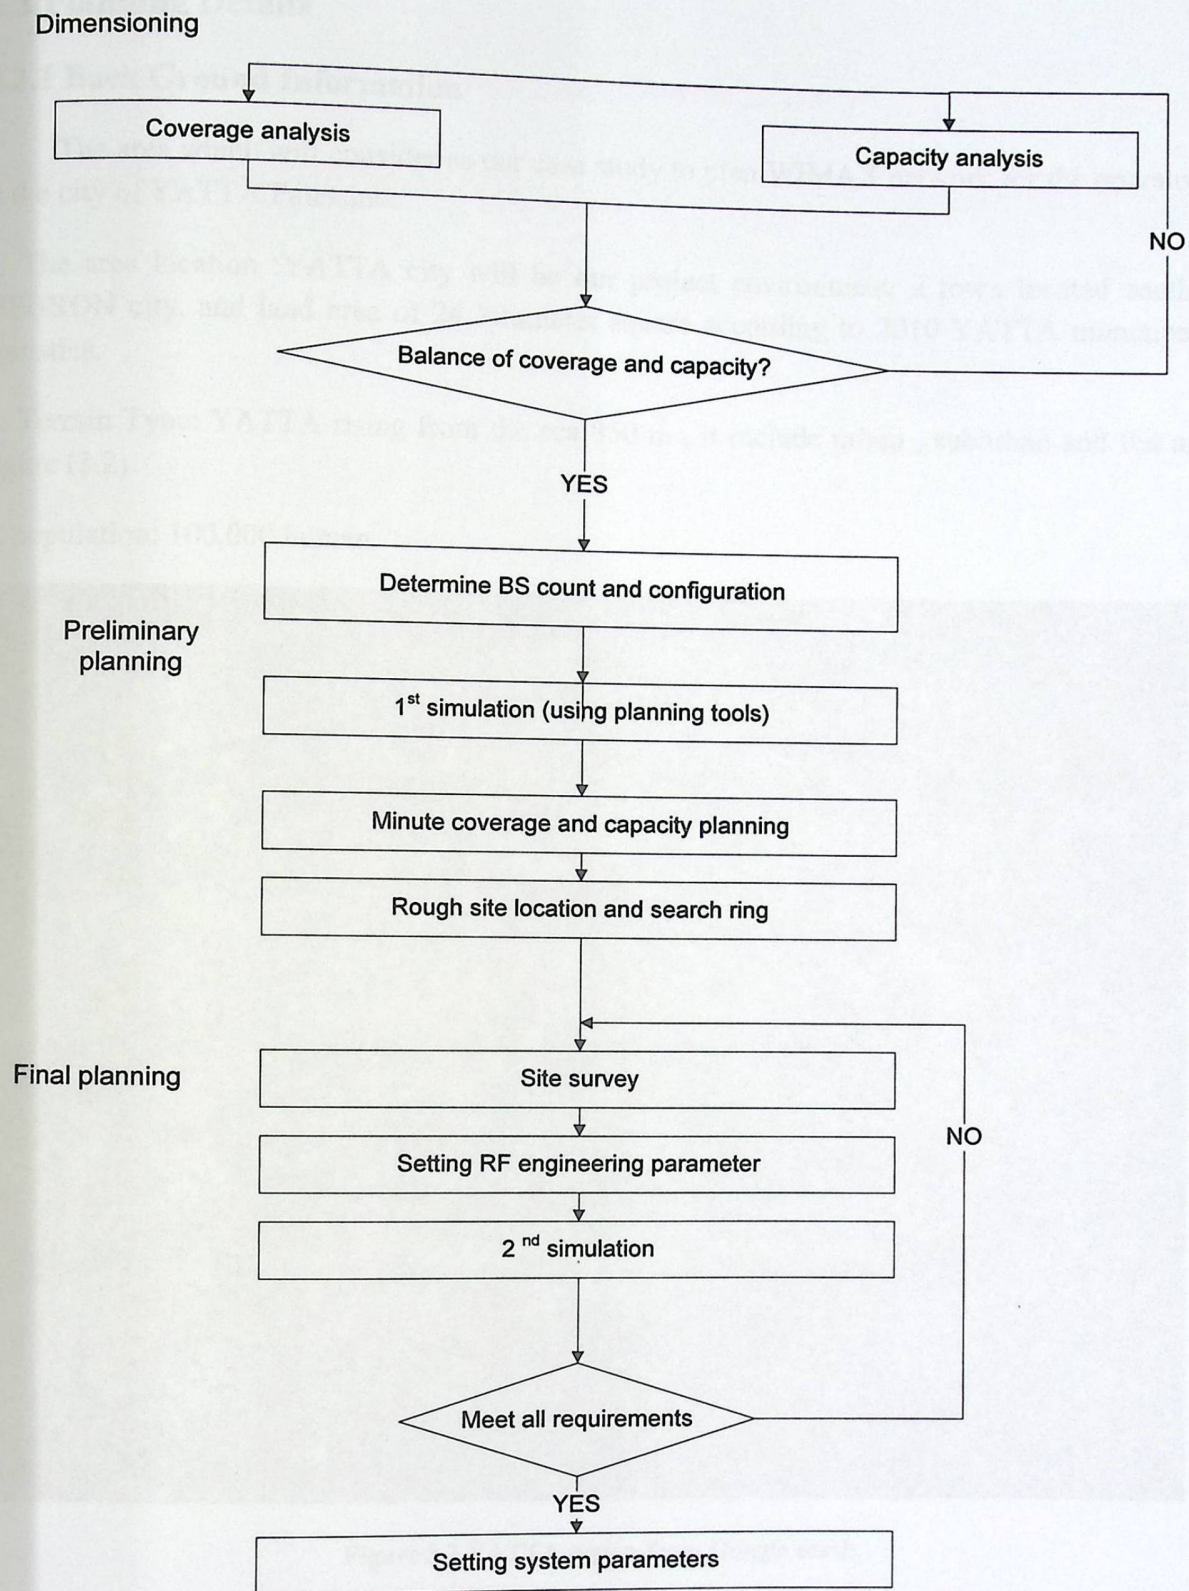 Dimensioning
Coverage analysis
Capacity analysis
NO
Balance of coverage and capacity?
YES
Determine BS count and configuration
Preliminary
planning
1st simulation (using planning tools)
Minute coverage and capacity planning
Rough site location and search ring
Final planning
Site survey
NO
Setting RF engineering parameter
2 nd simulation
Meet all requirements
YES
Setting system parameters